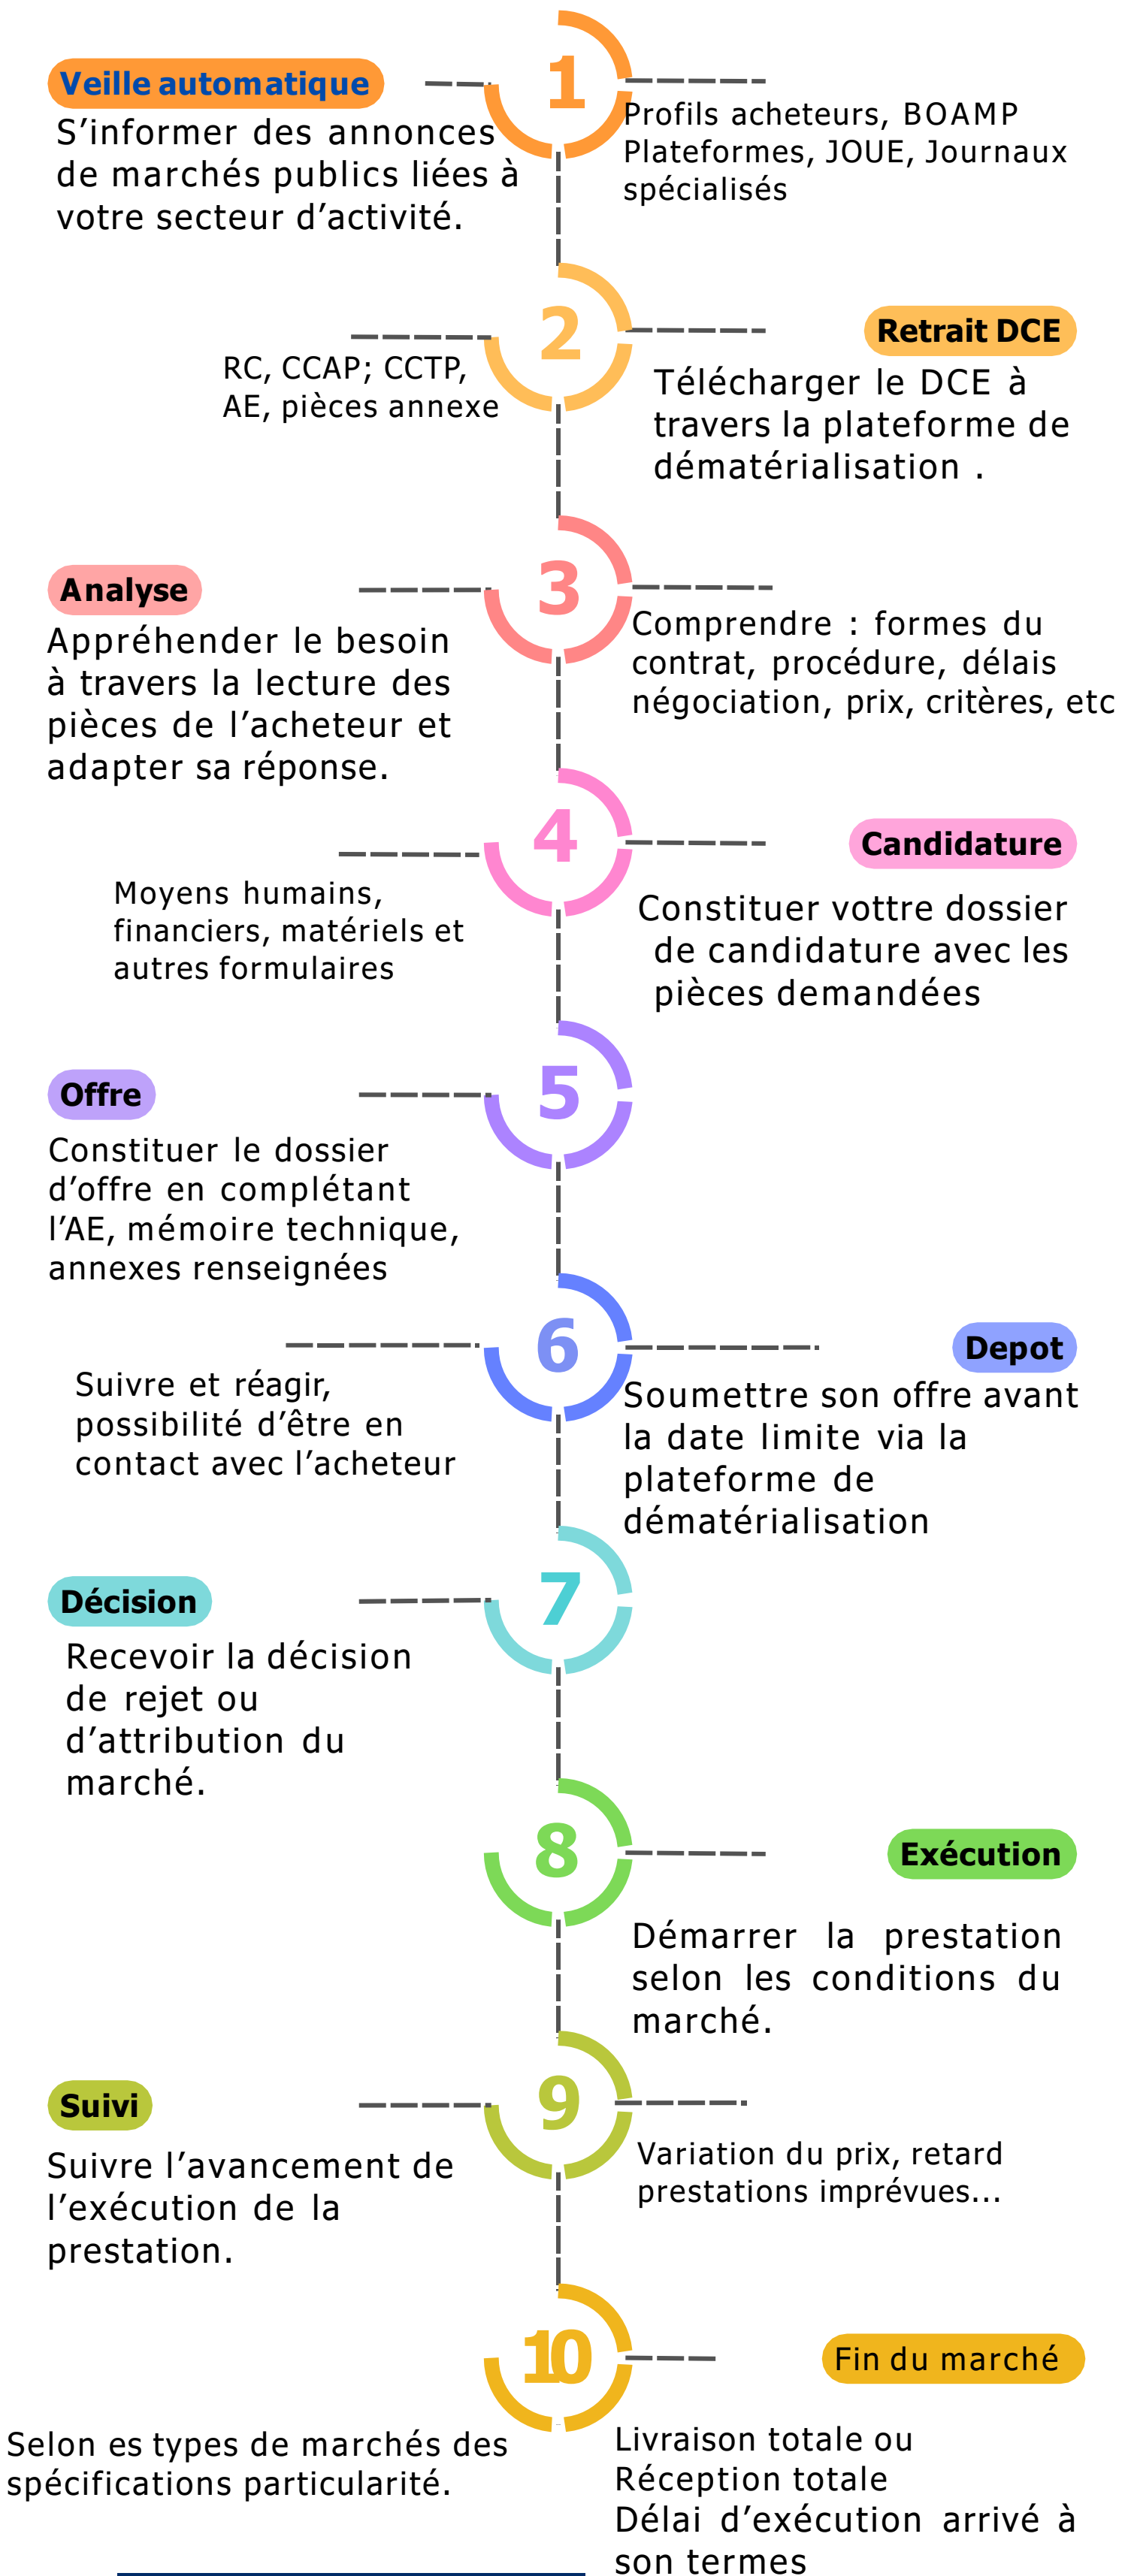 1
Veille automatique
S’informer des annonces
de marchés publics liées à
votre secteur d’activité.
Profils acheteurs, BOAMP
Plateformes, JOUE, Journaux
spécialisés
2
Retrait DCE
RC, CCAP; CCTP,
AE, pièces annexe
Télécharger le DCE à
travers la plateforme de
dématérialisation .
3
Analyse
Appréhender le besoin
à travers la lecture des
pièces de l’acheteur et
adapter sa réponse.
Comprendre : formes du
contrat, procédure, délais
négociation, prix, critères, etc
4
Candidature
Moyens humains,
financiers, matériels et
autres formulaires
Constituer vottre dossier
de candidature avec les
pièces demandées
5
Offre
Constituer le dossier
d’offre en complétant
l’AE, mémoire technique,
annexes renseignées
6
Depot
Suivre et réagir,
possibilité d’être en
contact avec l’acheteur
Soumettre son offre avant
la date limite via la
plateforme de
dématérialisation
7
Décision
Recevoir la décision
de rejet ou
d’attribution du
marché.
8
Exécution
Démarrer la prestation
selon les conditions du
marché.
9
Suivi
Suivre l’avancement de
l’exécution de la
prestation.
Variation du prix, retard
prestations imprévues...
10
Fin du marché
Selon es types de marchés des
spécifications particularité.
Livraison totale ou
Réception totale
Délai d’exécution arrivé à
son termes